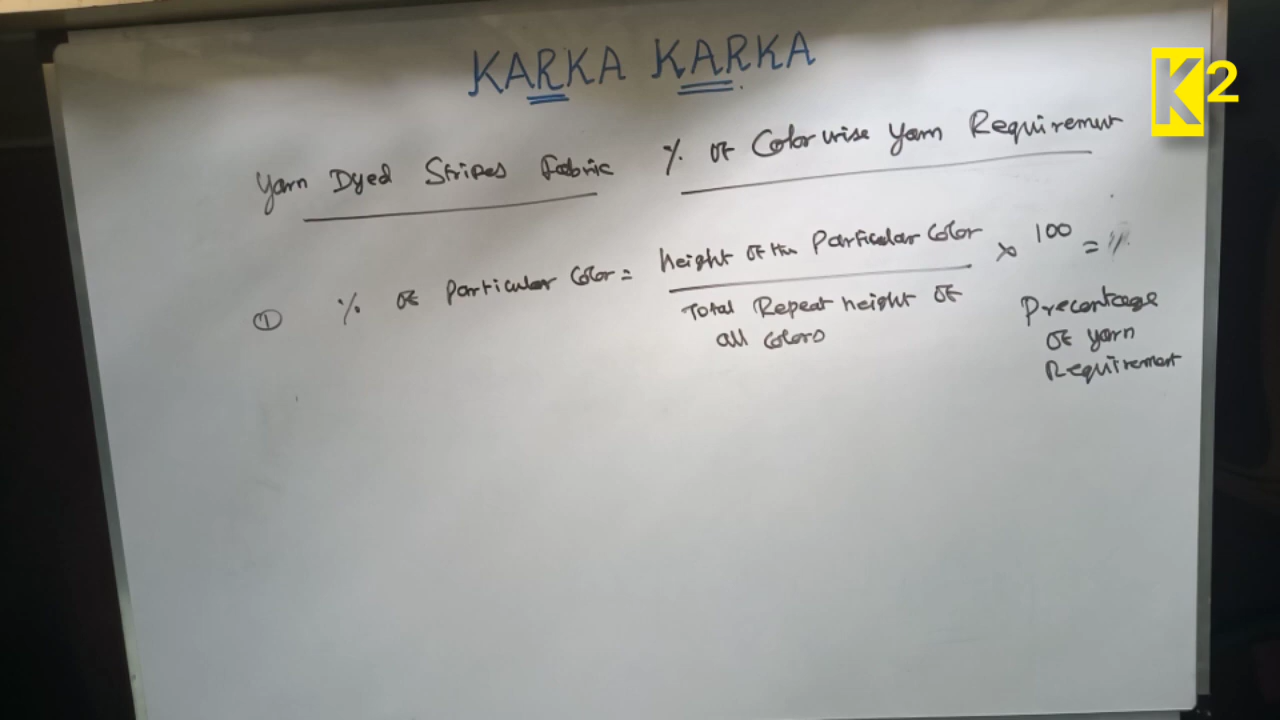 KARKA KARKA
K2
Yarn Dyed Stripes Fabric % of Color wise Yarn Requirement
① % of Particular Color = height of the Particular Color × 100 = %
Total Repeat height of
all colors
Precentage
of yarn
Requirement